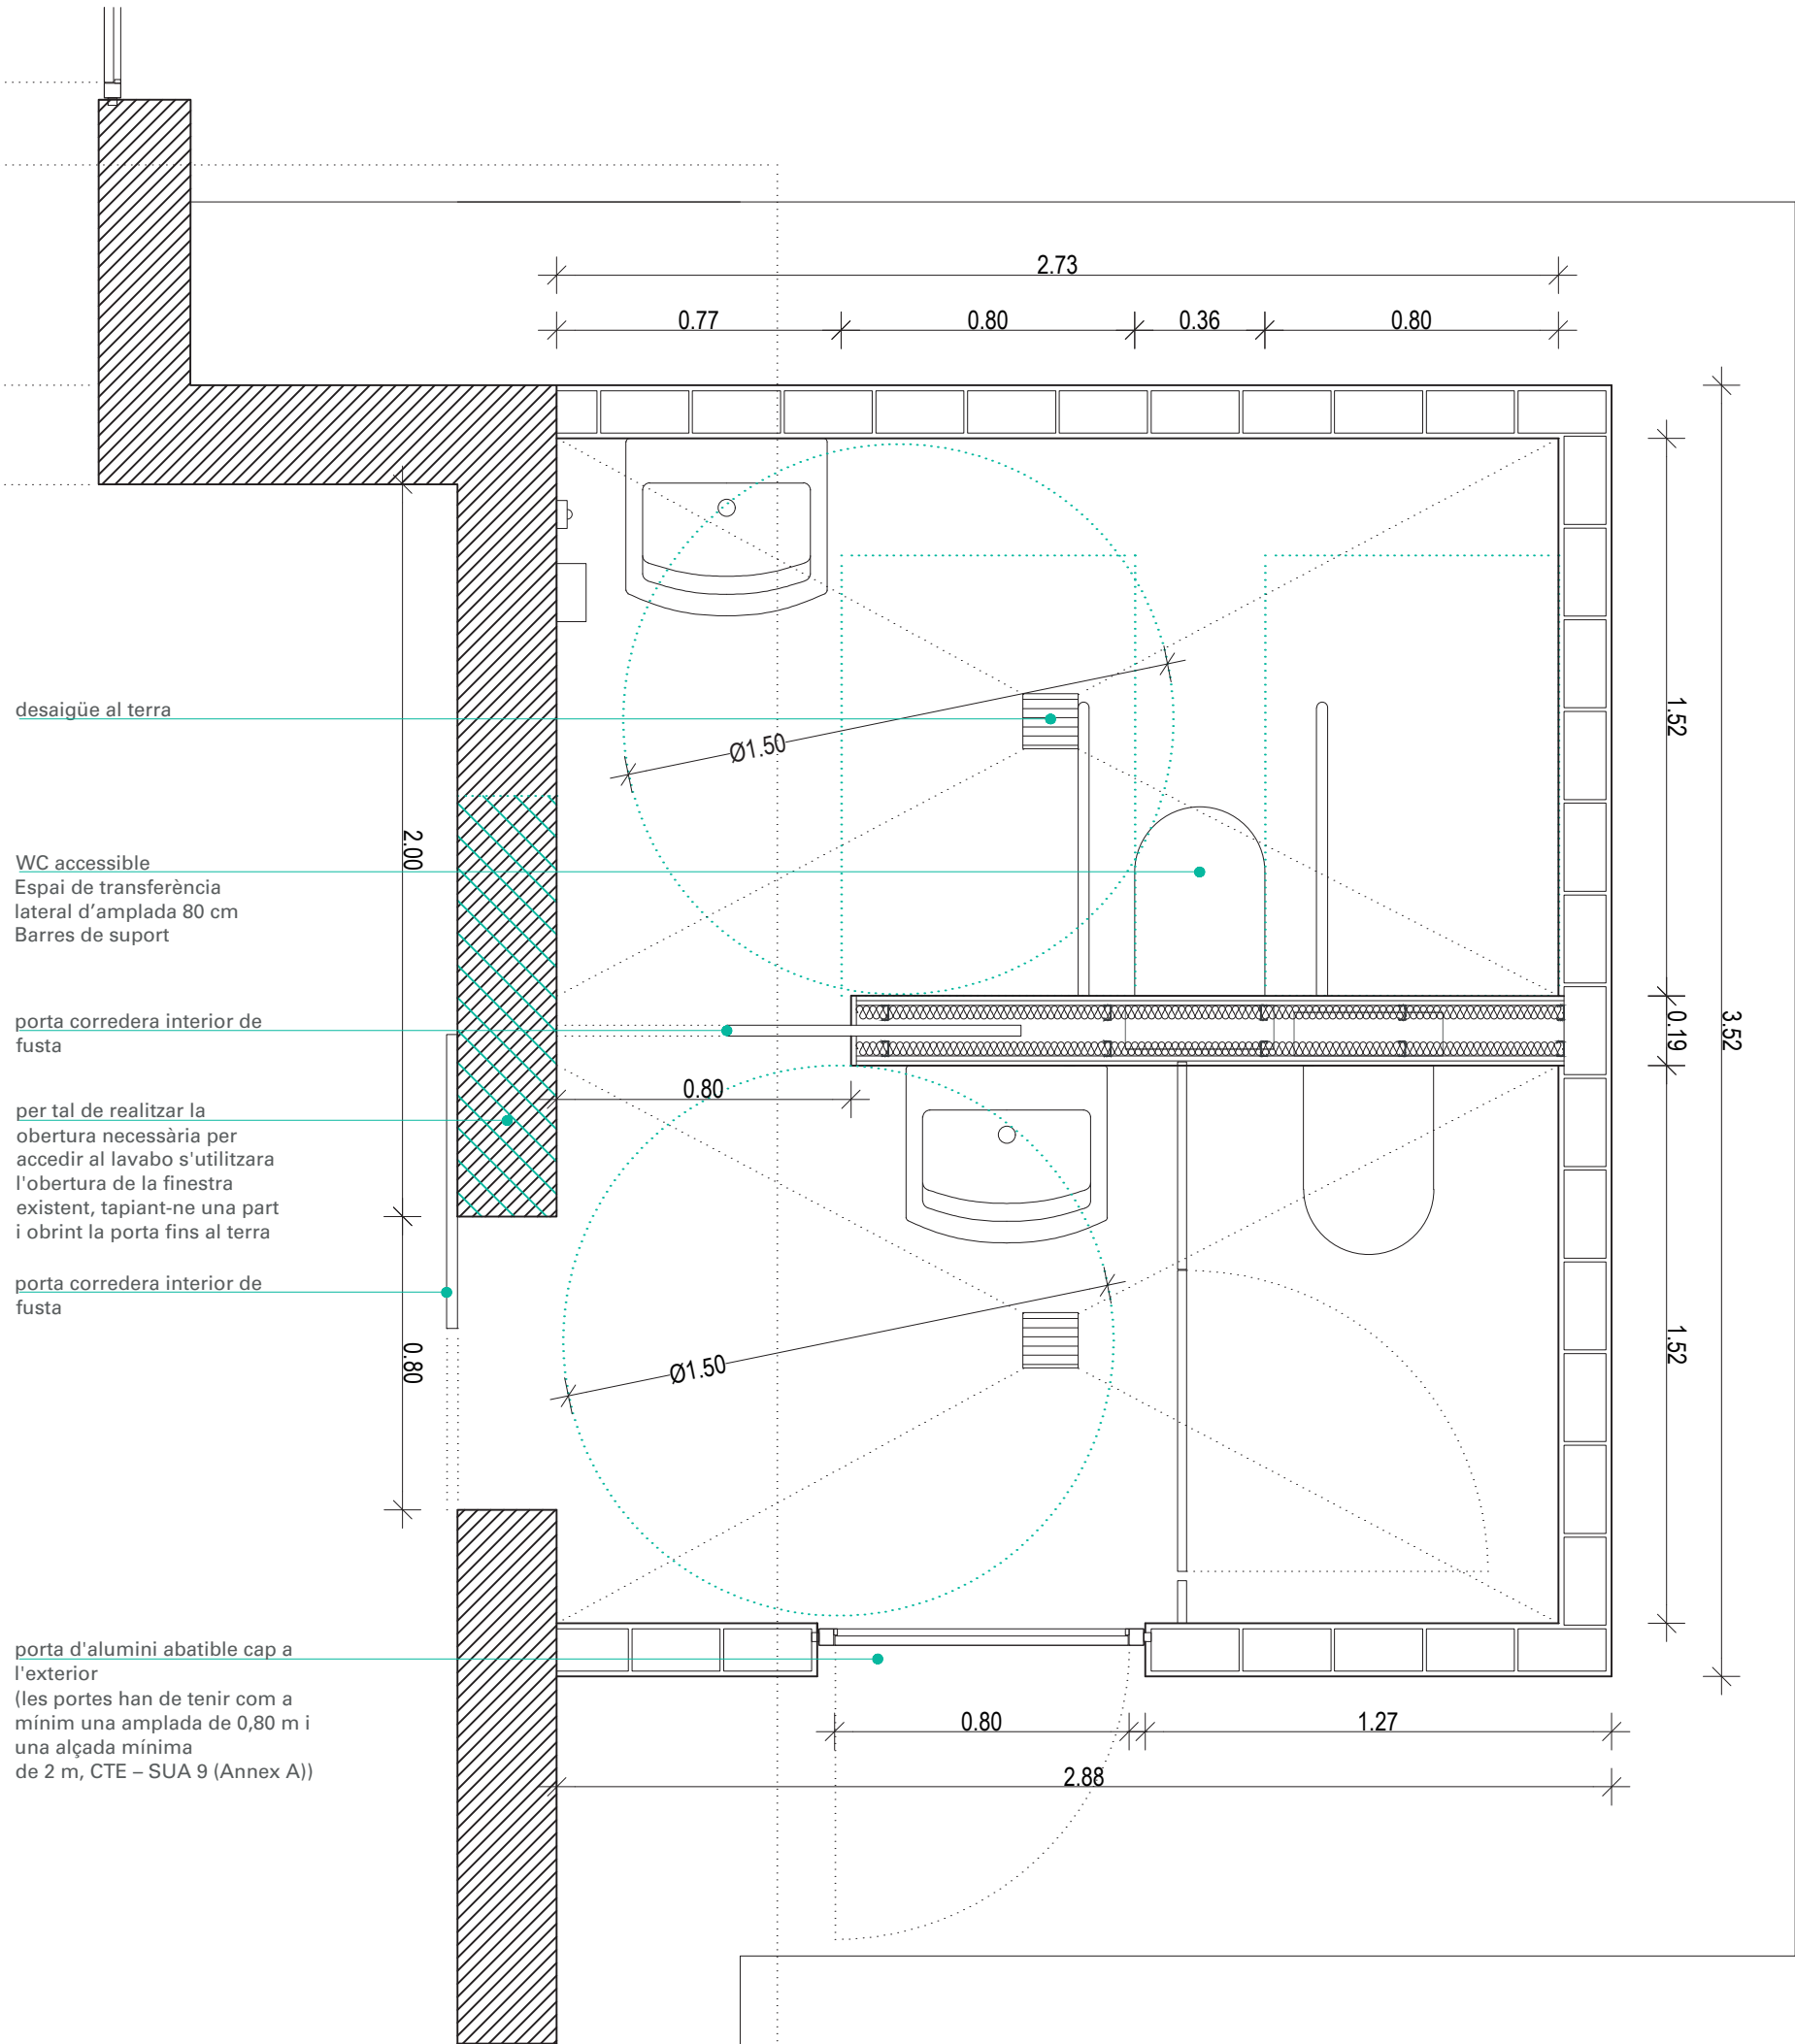 2.73
0.77
0.80
0.36
0.80
desaigüe al terra
Ø1.50
1.52
2.00
WC accessible
Espai de transferència
lateral d'amplada 80 cm
Barres de suport
porta corredera interior de
fusta
0.19
3.52
0.80
per tal de realitzar la
obertura necessària per
accedir al lavabo s'utilitzara
l'obertura de la finestra
existent, tapiant-ne una part
i obrint la porta fins al terra
porta corredera interior de
fusta
Ø1.50
0.80
1.52
porta d'alumini abatible cap a
l'exterior
(les portes han de tenir com a
mínim una amplada de 0,80 m i
una alçada mínima
de 2 m, CTE – SUA 9 (Annex A))
0.80
1.27
2.88